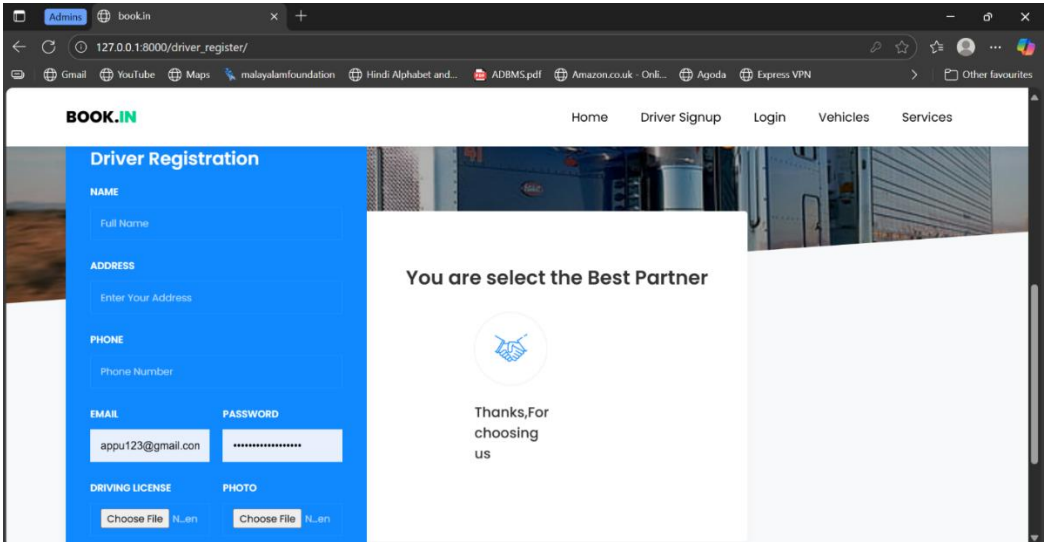 Admins book.in
127.0.0.1:8000/driver_register/
Gmail YouTube Maps malayalamfoundation Hindi Alphabet and... ADBMS.pdf Amazon.co.uk - Onli... Agoda Express VPN Other favourites
BOOK.IN Home Driver Signup Login Vehicles Services
Driver Registration
NAME
Full Name
ADDRESS
Enter Your Address
PHONE
Phone Number
EMAIL PASSWORD
appu123@gmail.con ••••••••••••••••••
DRIVING LICENSE PHOTO
Choose File N...en Choose File N...en
You are select the Best Partner
Thanks,For
choosing
us